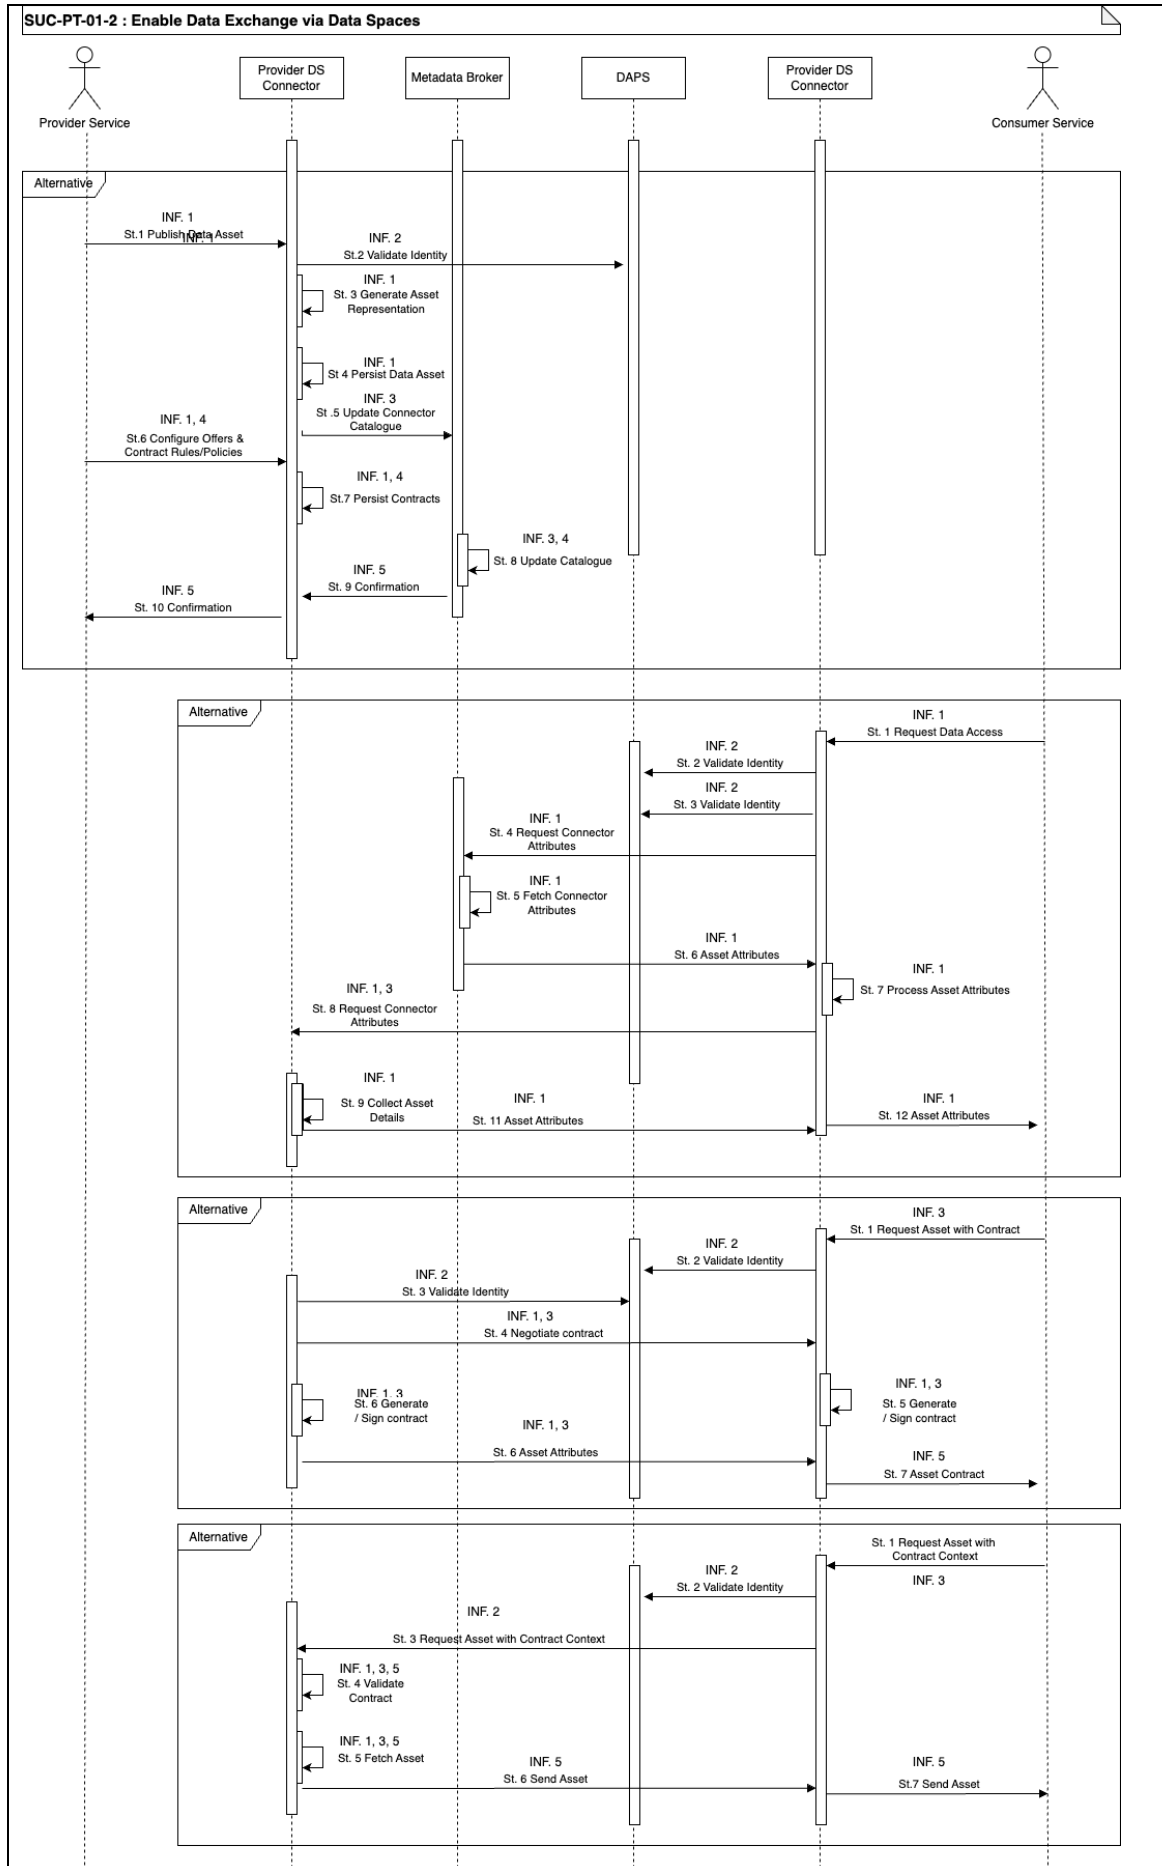 SUC-PT-01-2 : Enable Data Exchange via Data Spaces
Provider Service
Provider DS
Connector
Metadata Broker
DAPS
Provider DS
Connector
Consumer Service
Alternative
INF. 1
St.1 Publish Data Asset
INF. 1
INF. 2
St.2 Validate Identity
INF. 1
St. 3 Generate Asset
Representation
INF. 1
St 4 Persist Data Asset
INF. 3
St .5 Update Connector
Catalogue
INF. 1, 4
St.6 Configure Offers &
Contract Rules/Policies
INF. 1, 4
St.7 Persist Contracts
INF. 3, 4
St. 8 Update Catalogue
INF. 5
St. 9 Confirmation
INF. 5
St. 10 Confirmation
Alternative
INF. 1
St. 1 Request Data Access
INF. 2
St. 2 Validate Identity
INF. 2
St. 3 Validate Identity
INF. 1
St. 4 Request Connector
Attributes
INF. 1
St. 5 Fetch Connector
Attributes
INF. 1
St. 6 Asset Attributes
INF. 1
St. 7 Process Asset Attributes
INF. 1, 3
St. 8 Request Connector
Attributes
INF. 1
St. 9 Collect Asset
Details
INF. 1
St. 11 Asset Attributes
INF. 1
St. 12 Asset Attributes
Alternative
INF. 3
St. 1 Request Asset with Contract
INF. 2
St. 2 Validate Identity
INF. 2
St. 3 Validate Identity
INF. 1, 3
St. 4 Negotiate contract
INF. 1, 3
St. 5 Generate
/ Sign contract
INF. 1, 3
St. 6 Generate
/ Sign contract
INF. 1, 3
St. 6 Asset Attributes
INF. 5
St. 7 Asset Contract
Alternative
St. 1 Request Asset with
Contract Context
INF. 3
INF. 2
St. 2 Validate Identity
INF. 2
St. 3 Request Asset with Contract Context
INF. 1, 3, 5
St. 4 Validate
Contract
INF. 1, 3, 5
St. 5 Fetch Asset
INF. 5
St. 6 Send Asset
INF. 5
St.7 Send Asset